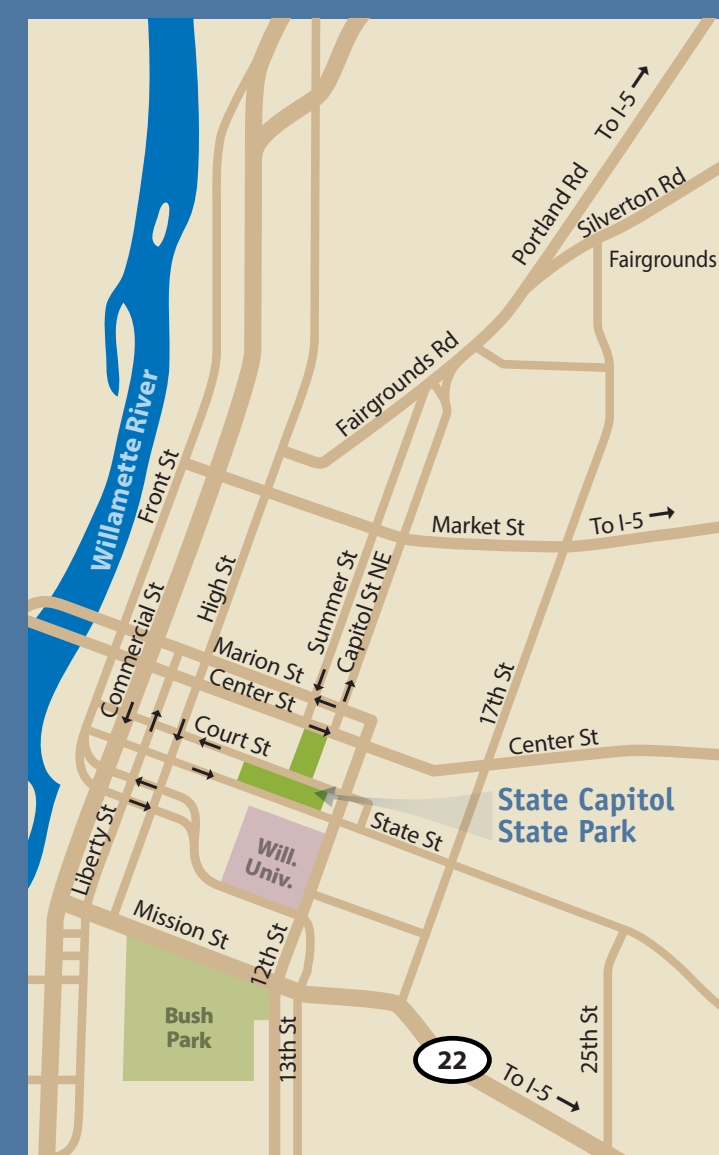 To I-5
Portland Rd
Silverton Rd
Fairgrounds
Fairgrounds Rd
Willamette River
Front St
Market St
To I-5
High St
Summer St
Capitol St NE
Commercial St
Marion St
Center St
17th St
Court St
Center St
State Capitol
State Park
State St
Liberty St
Will.
Univ.
Mission St
12th St
Bush
Park
13th St
22
To I-5
25th St